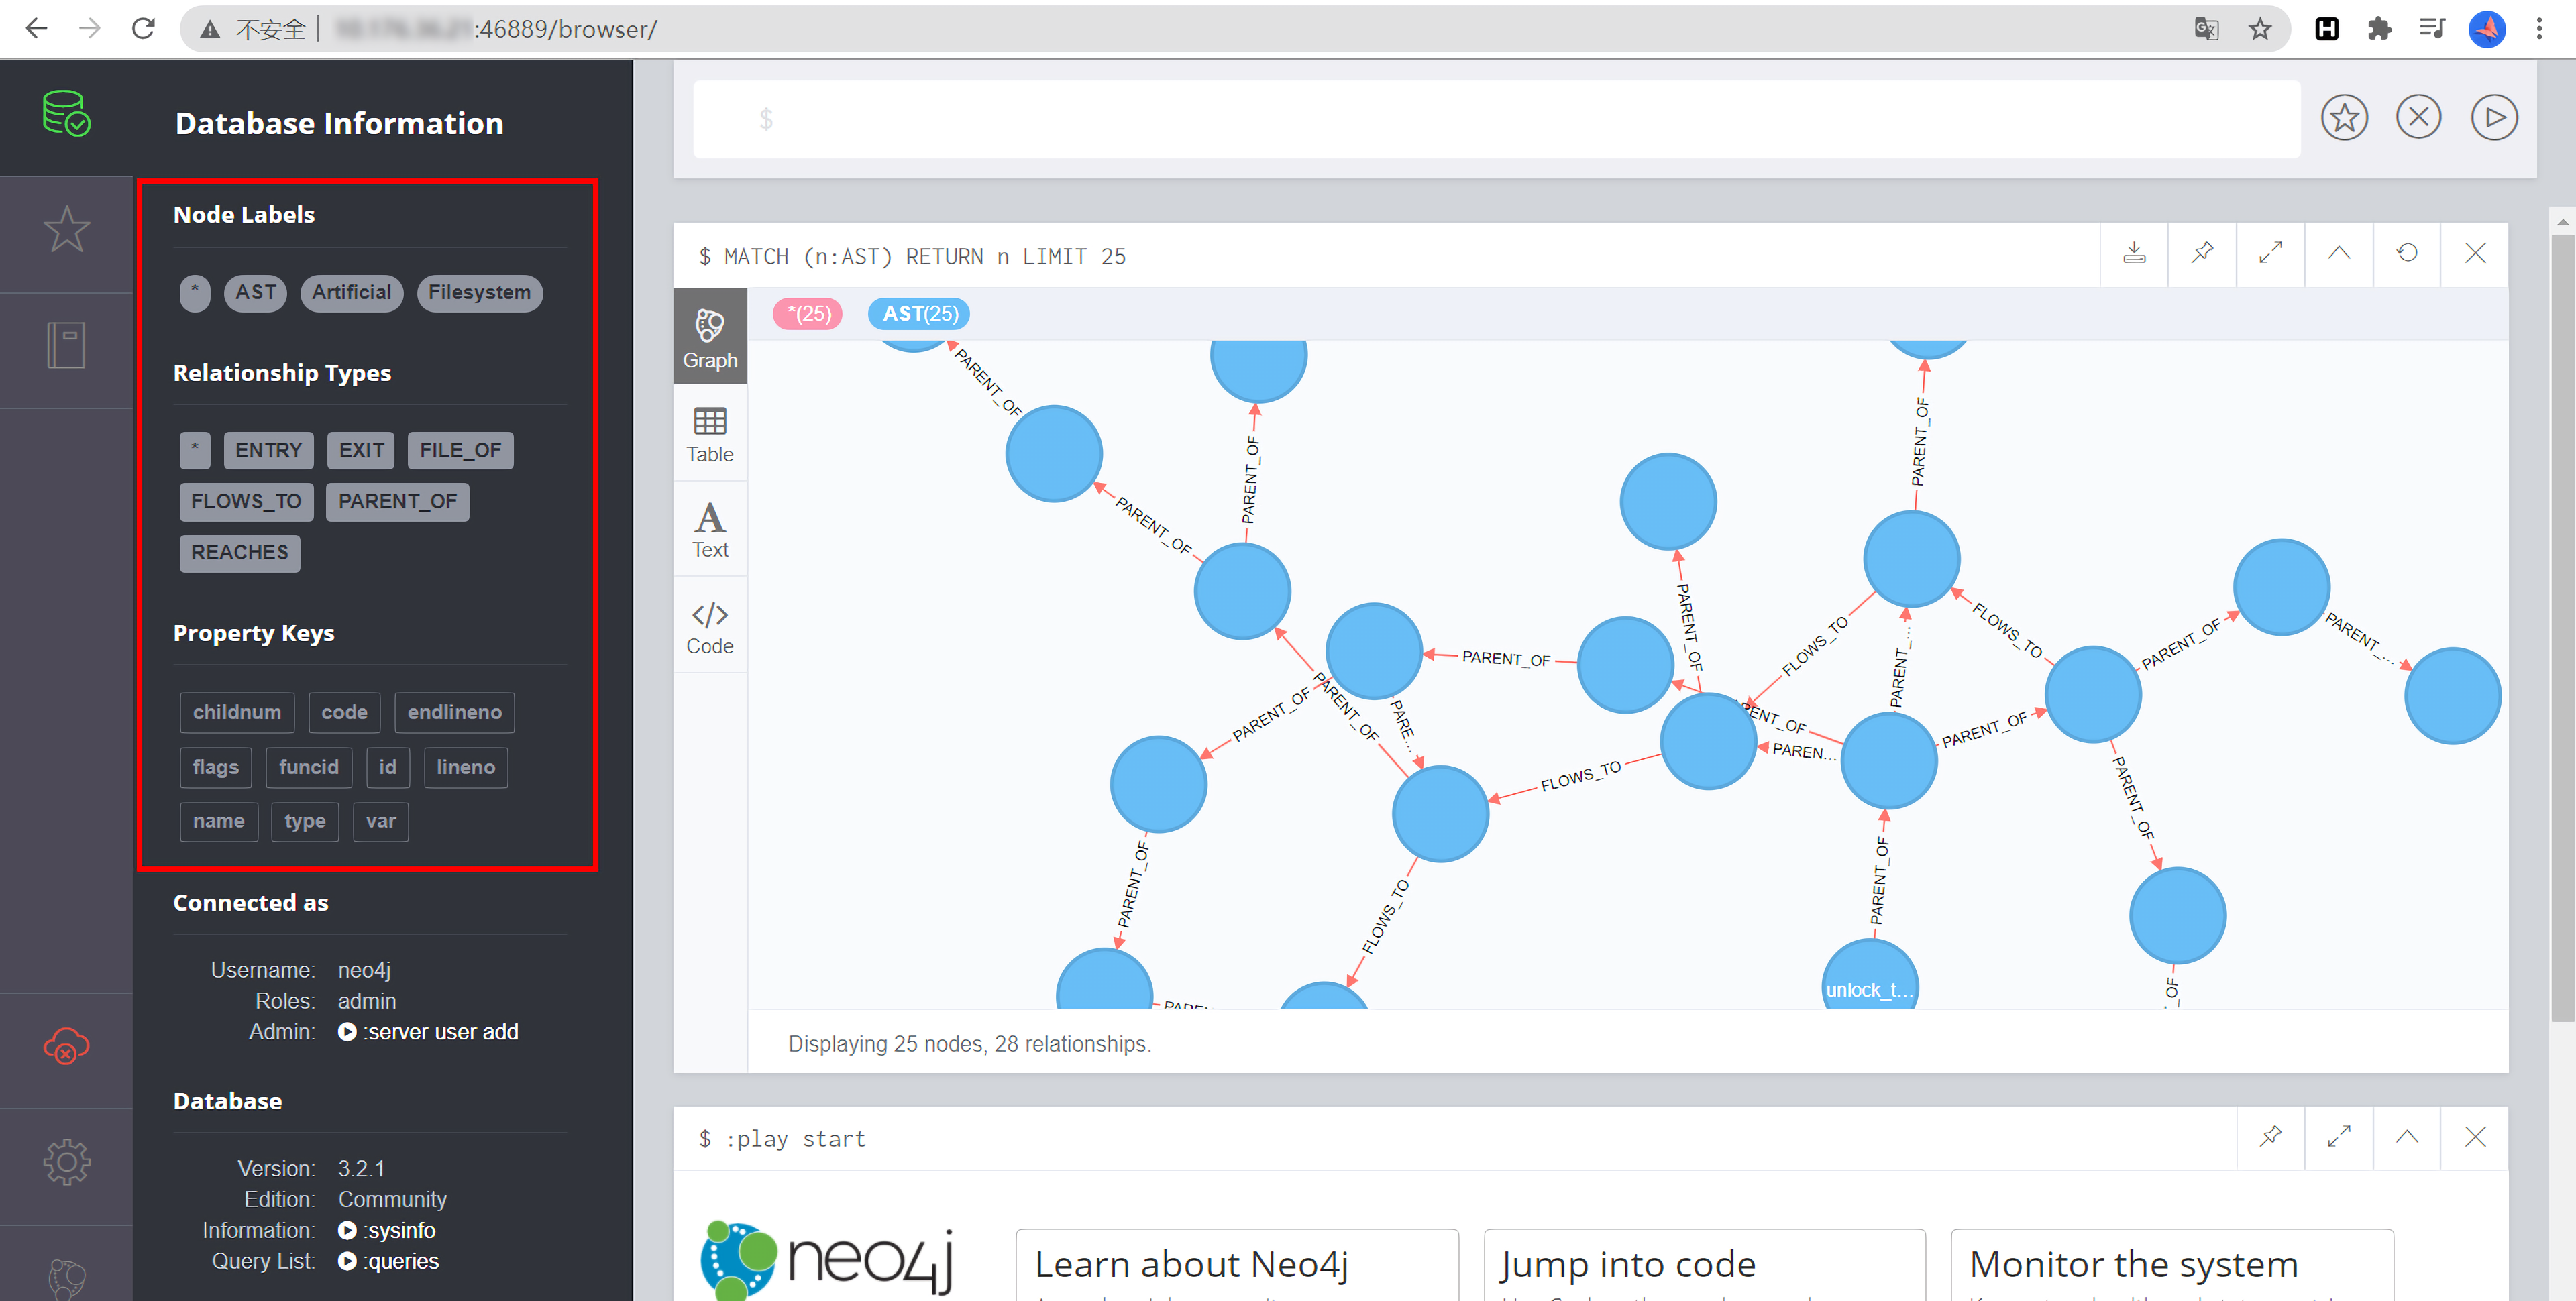 不安全 :46889/browser/
Database Information
$
Node Labels
* AST Artificial Filesystem
Relationship Types
* ENTRY EXIT FILE_OF
FLOWS_TO PARENT_OF
REACHES
Property Keys
childnum code endlineno
flags funcid id lineno
name type var
Connected as
Username: neo4j
Roles: admin
Admin: :server user add
Database
Version: 3.2.1
Edition: Community
Information: :sysinfo
Query List: :queries
$ MATCH (n:AST) RETURN n LIMIT 25
*(25) AST(25)
Graph
Table
Text
Code
PARENT_OF
PARENT_OF
PARENT_OF
PARENT_OF
PARENT_OF
FLOWS_TO
FLOWS_TO
PARENT_OF
PARENT_...
PARENT_OF
PARENT_...
PARENT_OF
PARENT_OF
PARE...
PARENT_OF
PAREN...
PARENT_OF
FLOWS_TO
PARENT_OF
PARENT_OF
FLOWS_TO
PARENT_OF
unlock_t...
Displaying 25 nodes, 28 relationships.
$ :play start
neo4j
Learn about Neo4j
Jump into code
Monitor the system